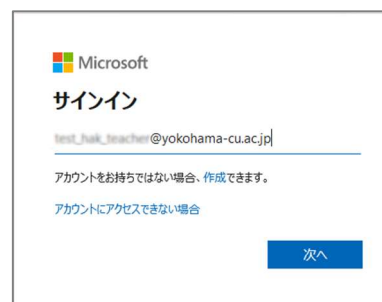 Microsoft
サインイン
@yokohama-cu.ac.jp
アカウントをお持ちではない場合、作成できます。
アカウントにアクセスできない場合
次へ